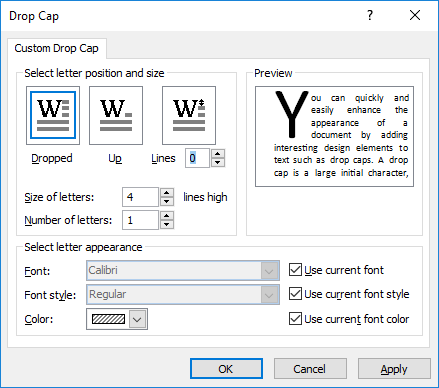 Drop Cap
?
Custom Drop Cap
Select letter position and size
W
W
W
Dropped
Up
Lines
0
Size of letters:
4
lines high
Number of letters:
1
Preview
You can quickly and
easily enhance the
appearance of a
document by adding
interesting design elements to
text such as drop caps. A drop
cap is a large initial character,
Select letter appearance
Font:
Calibri
Use current font
Font style:
Regular
Use current font style
Color:
Use current font color
OK
Cancel
Apply